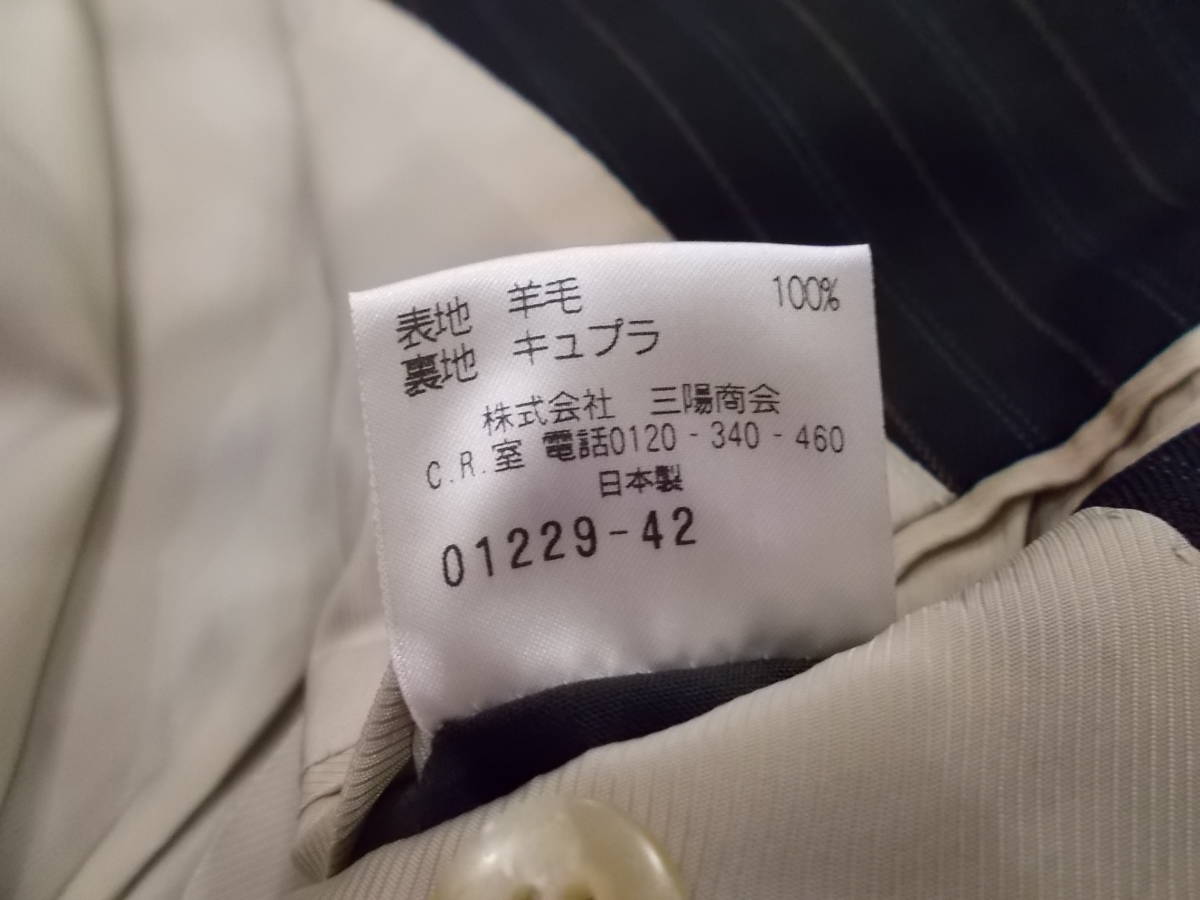 表地 羊毛 100%
裏地 キュプラ
株式会社 三陽商会
C.R.室 電話0120-340-460
日本製
01229-42